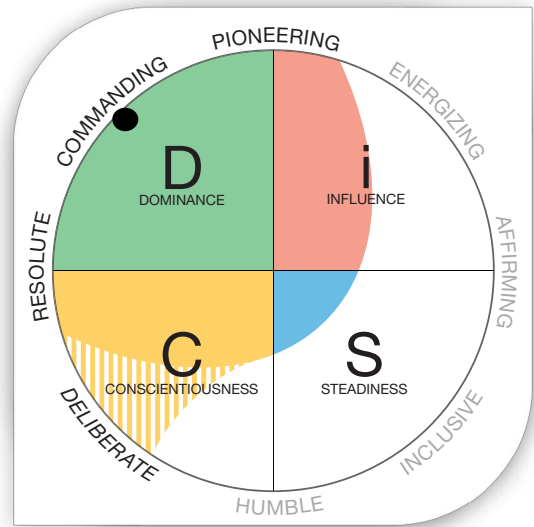 PIONEERING
COMMANDING
ENERGIZING
D
DOMINANCE
i
INFLUENCE
RESOLUTE
AFFIRMING
C
CONSCIENTIOUSNESS
S
STEADINESS
DELIBERATE
INCLUSIVE
HUMBLE